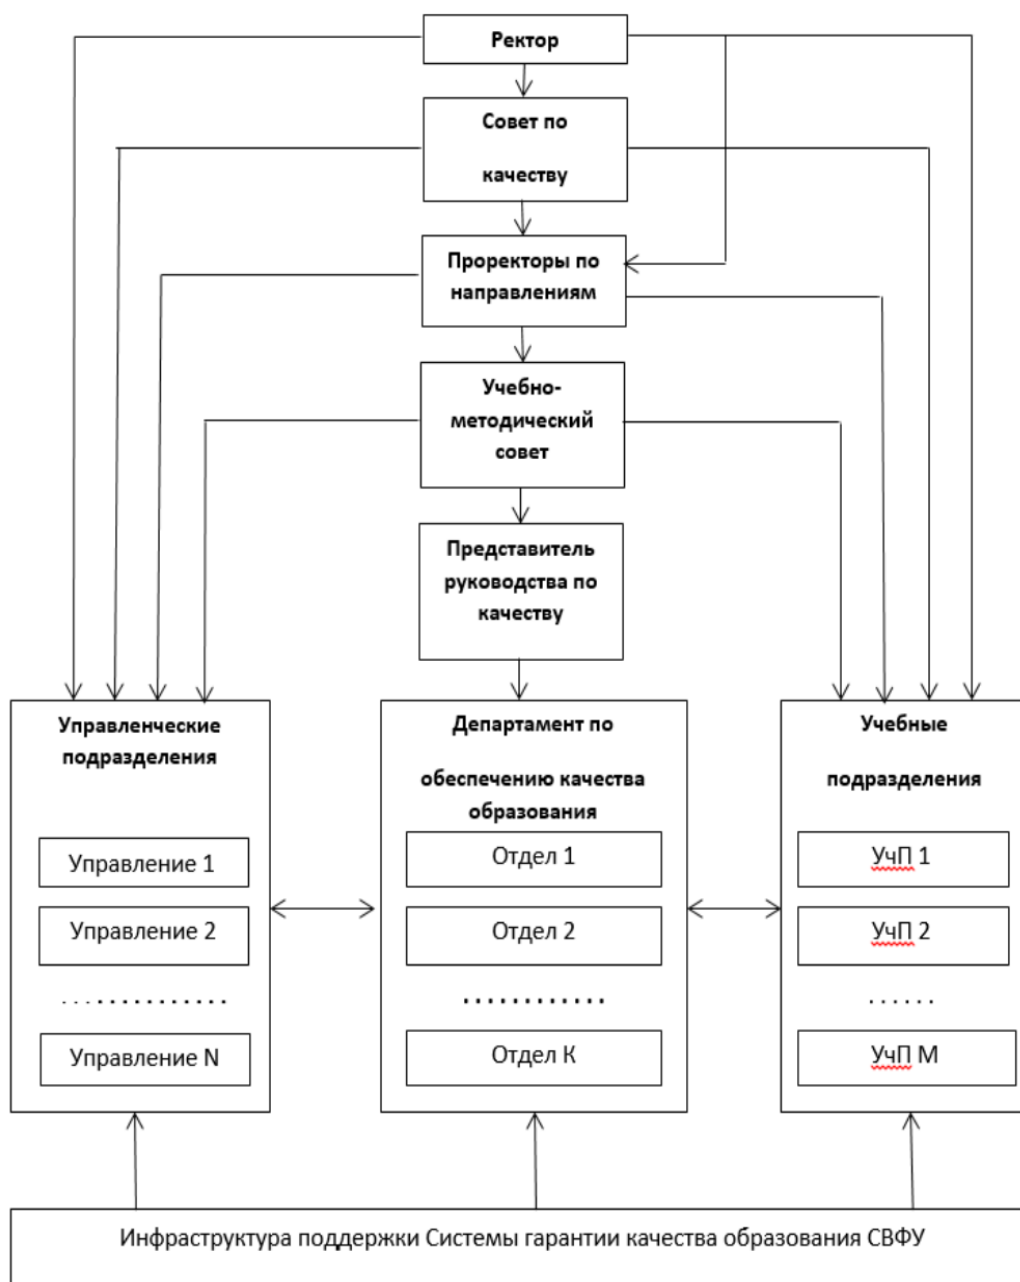 Ректор
Совет по
качеству
Проректоры по
направлениям
Учебно-
методический
совет
Представитель
руководства по
качеству
Управленческие
подразделения
Управление 1
Управление 2
..............
Управление N
Департамент по
обеспечению качества
образования
Отдел 1
Отдел 2
............
Отдел К
Учебные
подразделения
УчП 1
УчП 2
......
УчП М
Инфраструктура поддержки Системы гарантии качества образования СВФУ